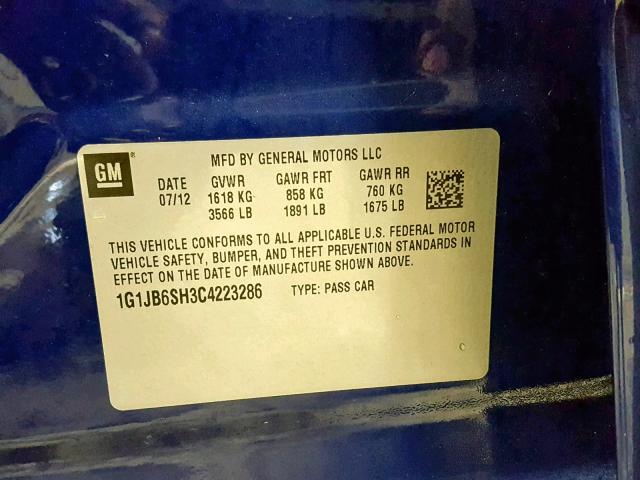 GM®
MFD BY GENERAL MOTORS LLC
DATE GVWR GAWR FRT GAWR RR
07/12 1618 KG 858 KG 760 KG
3566 LB 1891 LB 1675 LB
THIS VEHICLE CONFORMS TO ALL APPLICABLE U.S. FEDERAL MOTOR
VEHICLE SAFETY, BUMPER, AND THEFT PREVENTION STANDARDS IN
EFFECT ON THE DATE OF MANUFACTURE SHOWN ABOVE.
1G1JB6SH3C4223286 TYPE: PASS CAR